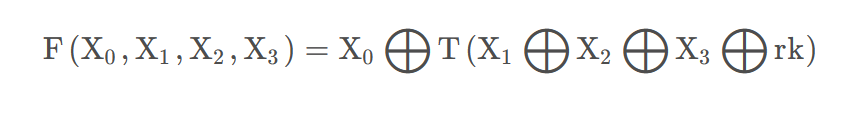 F (X₀, X₁, X₂, X₃) = X₀ ⨁ T (X₁ ⨁ X₂ ⨁ X₃ ⨁ rk)